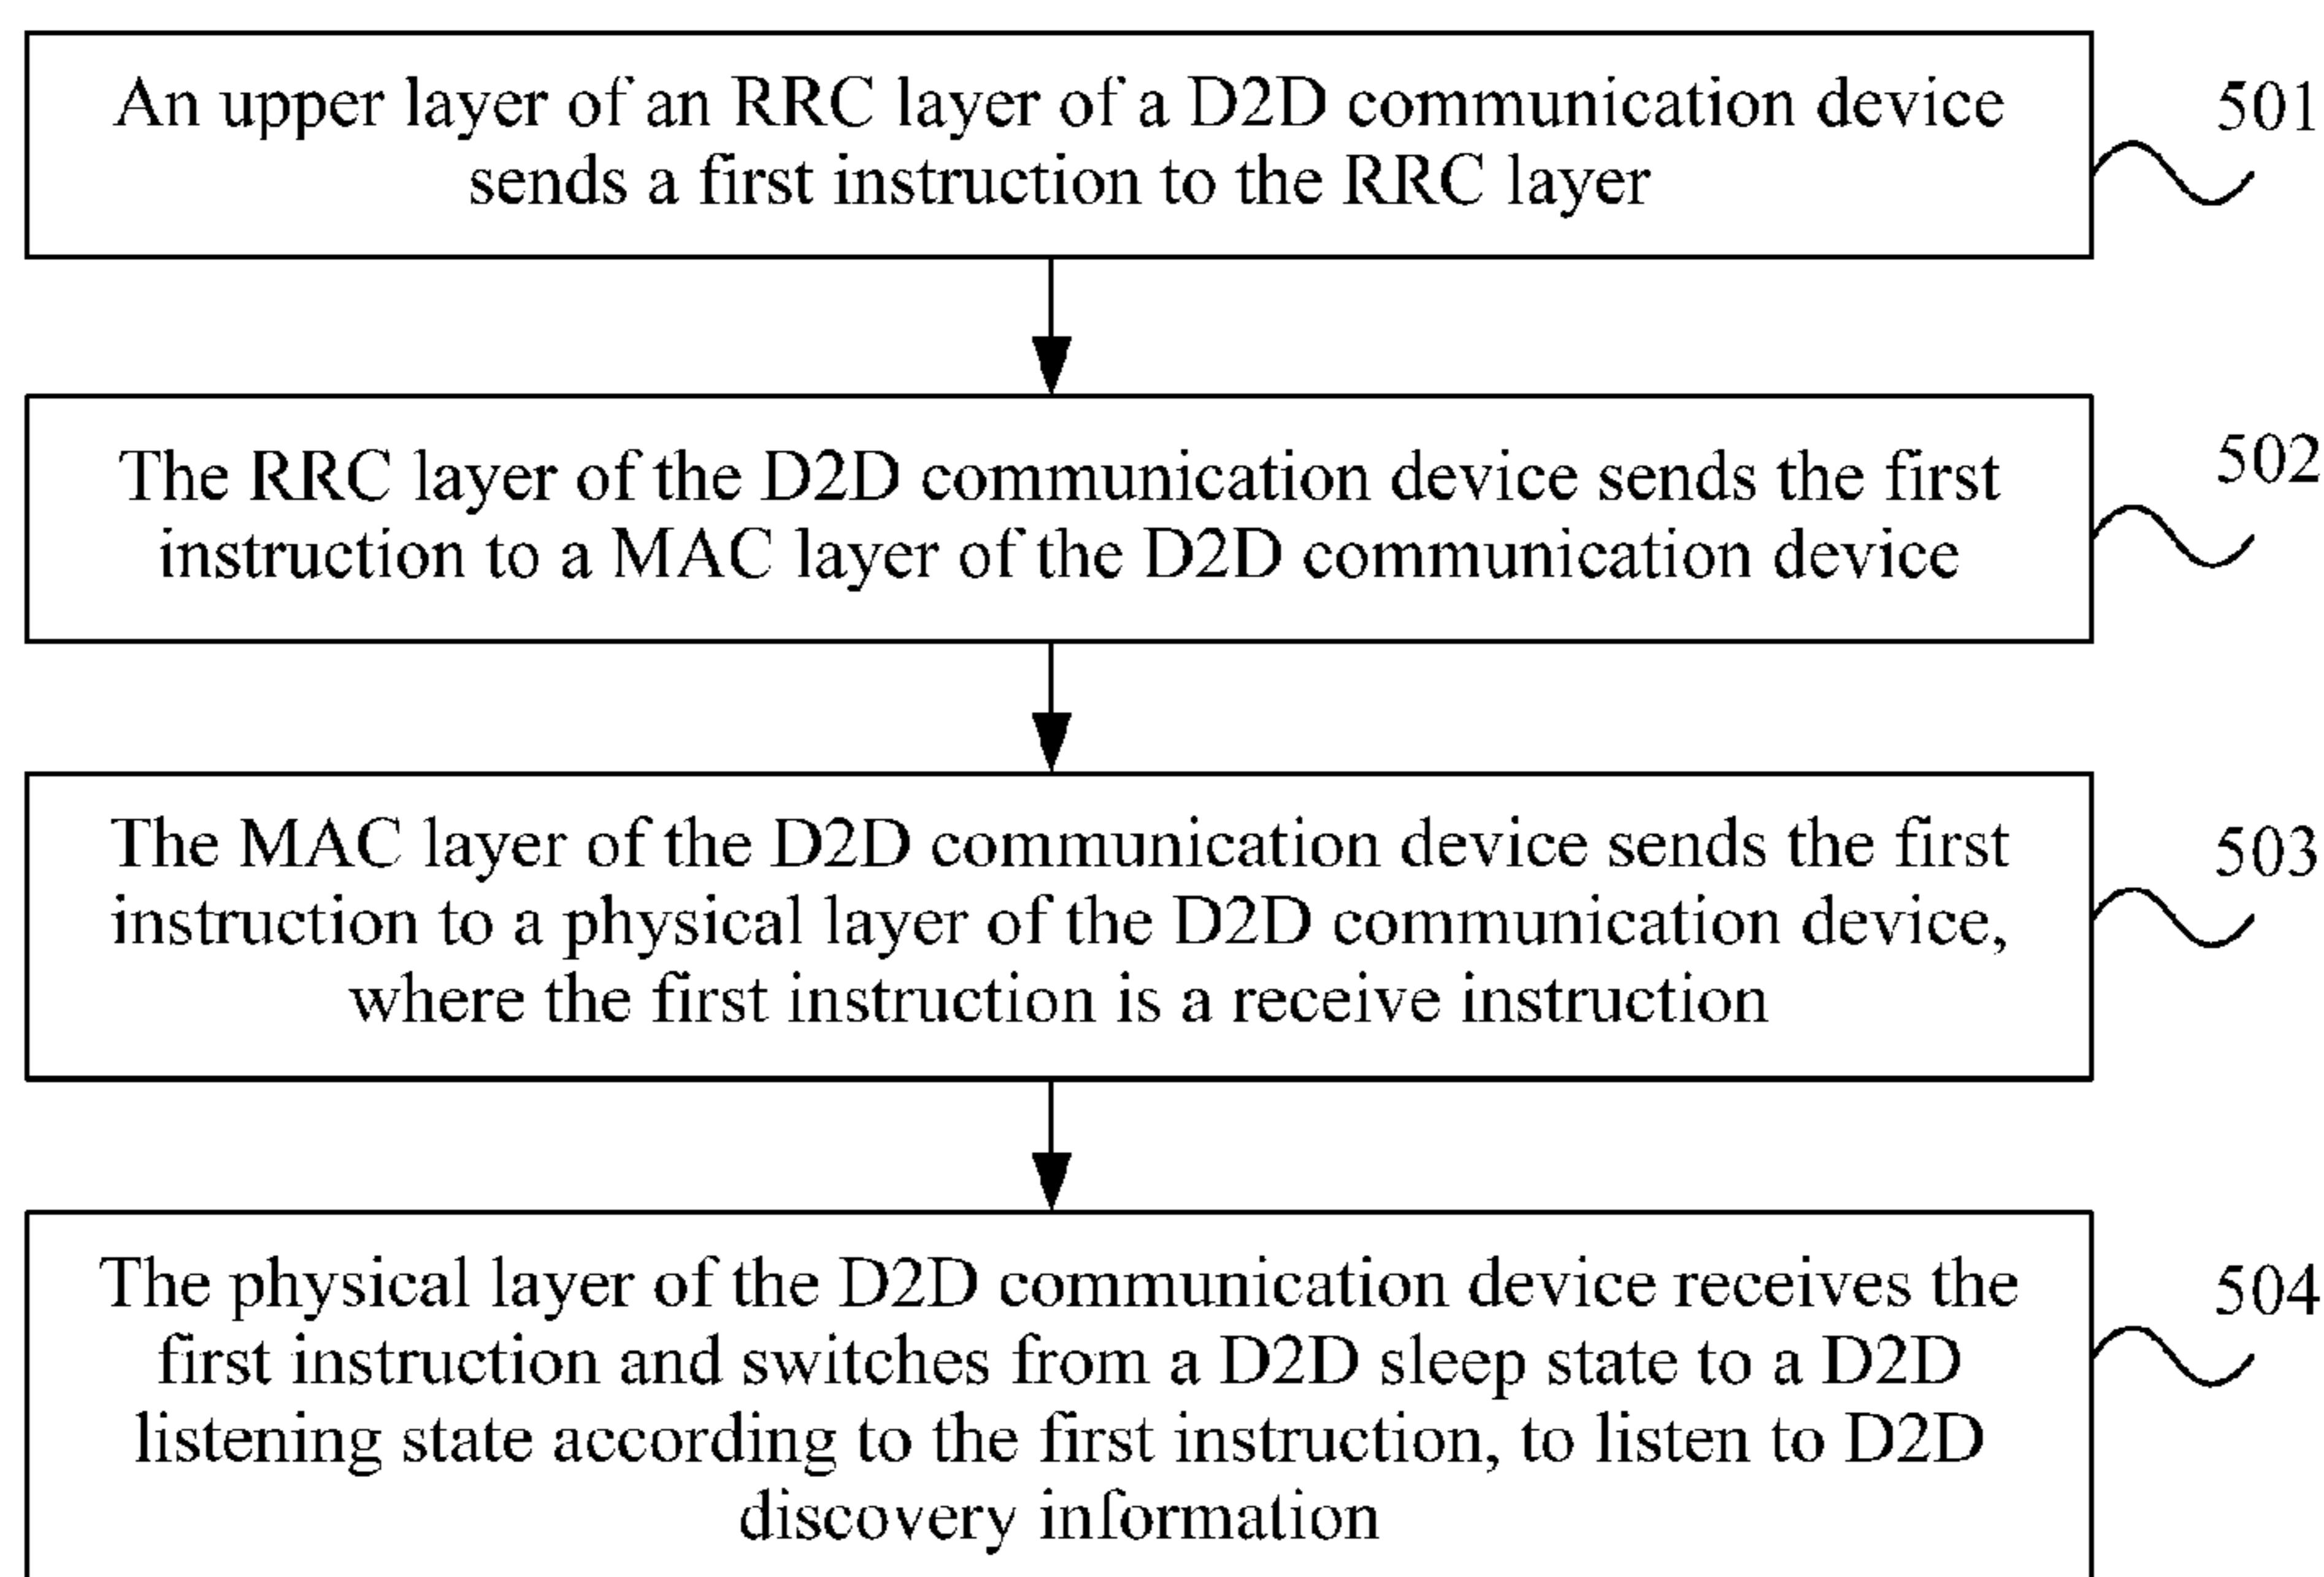 An upper layer of an RRC layer of a D2D communication device
sends a first instruction to the RRC layer
501
The RRC layer of the D2D communication device sends the first
instruction to a MAC layer of the D2D communication device
502
The MAC layer of the D2D communication device sends the first
instruction to a physical layer of the D2D communication device,
where the first instruction is a receive instruction
503
The physical layer of the D2D communication device receives the
first instruction and switches from a D2D sleep state to a D2D
listening state according to the first instruction, to listen to D2D
discovery information
504